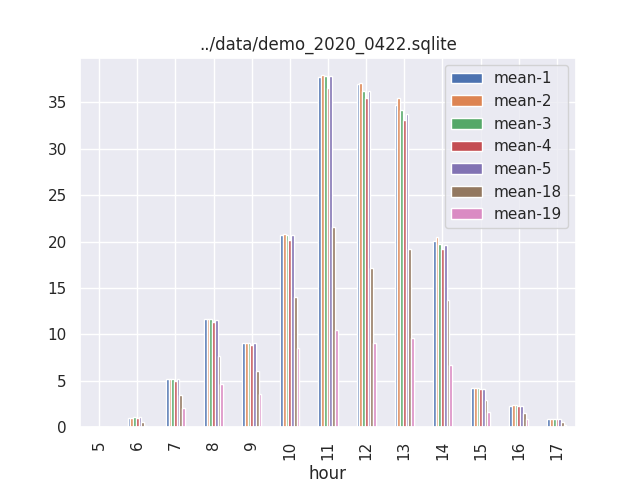 ../data/demo_2020_0422.sqlite
mean-1
mean-2
mean-3
mean-4
mean-5
mean-18
mean-19
35
30
25
20
15
10
5
0
5 6 7 8 9 10 11 12 13 14 15 16 17
hour